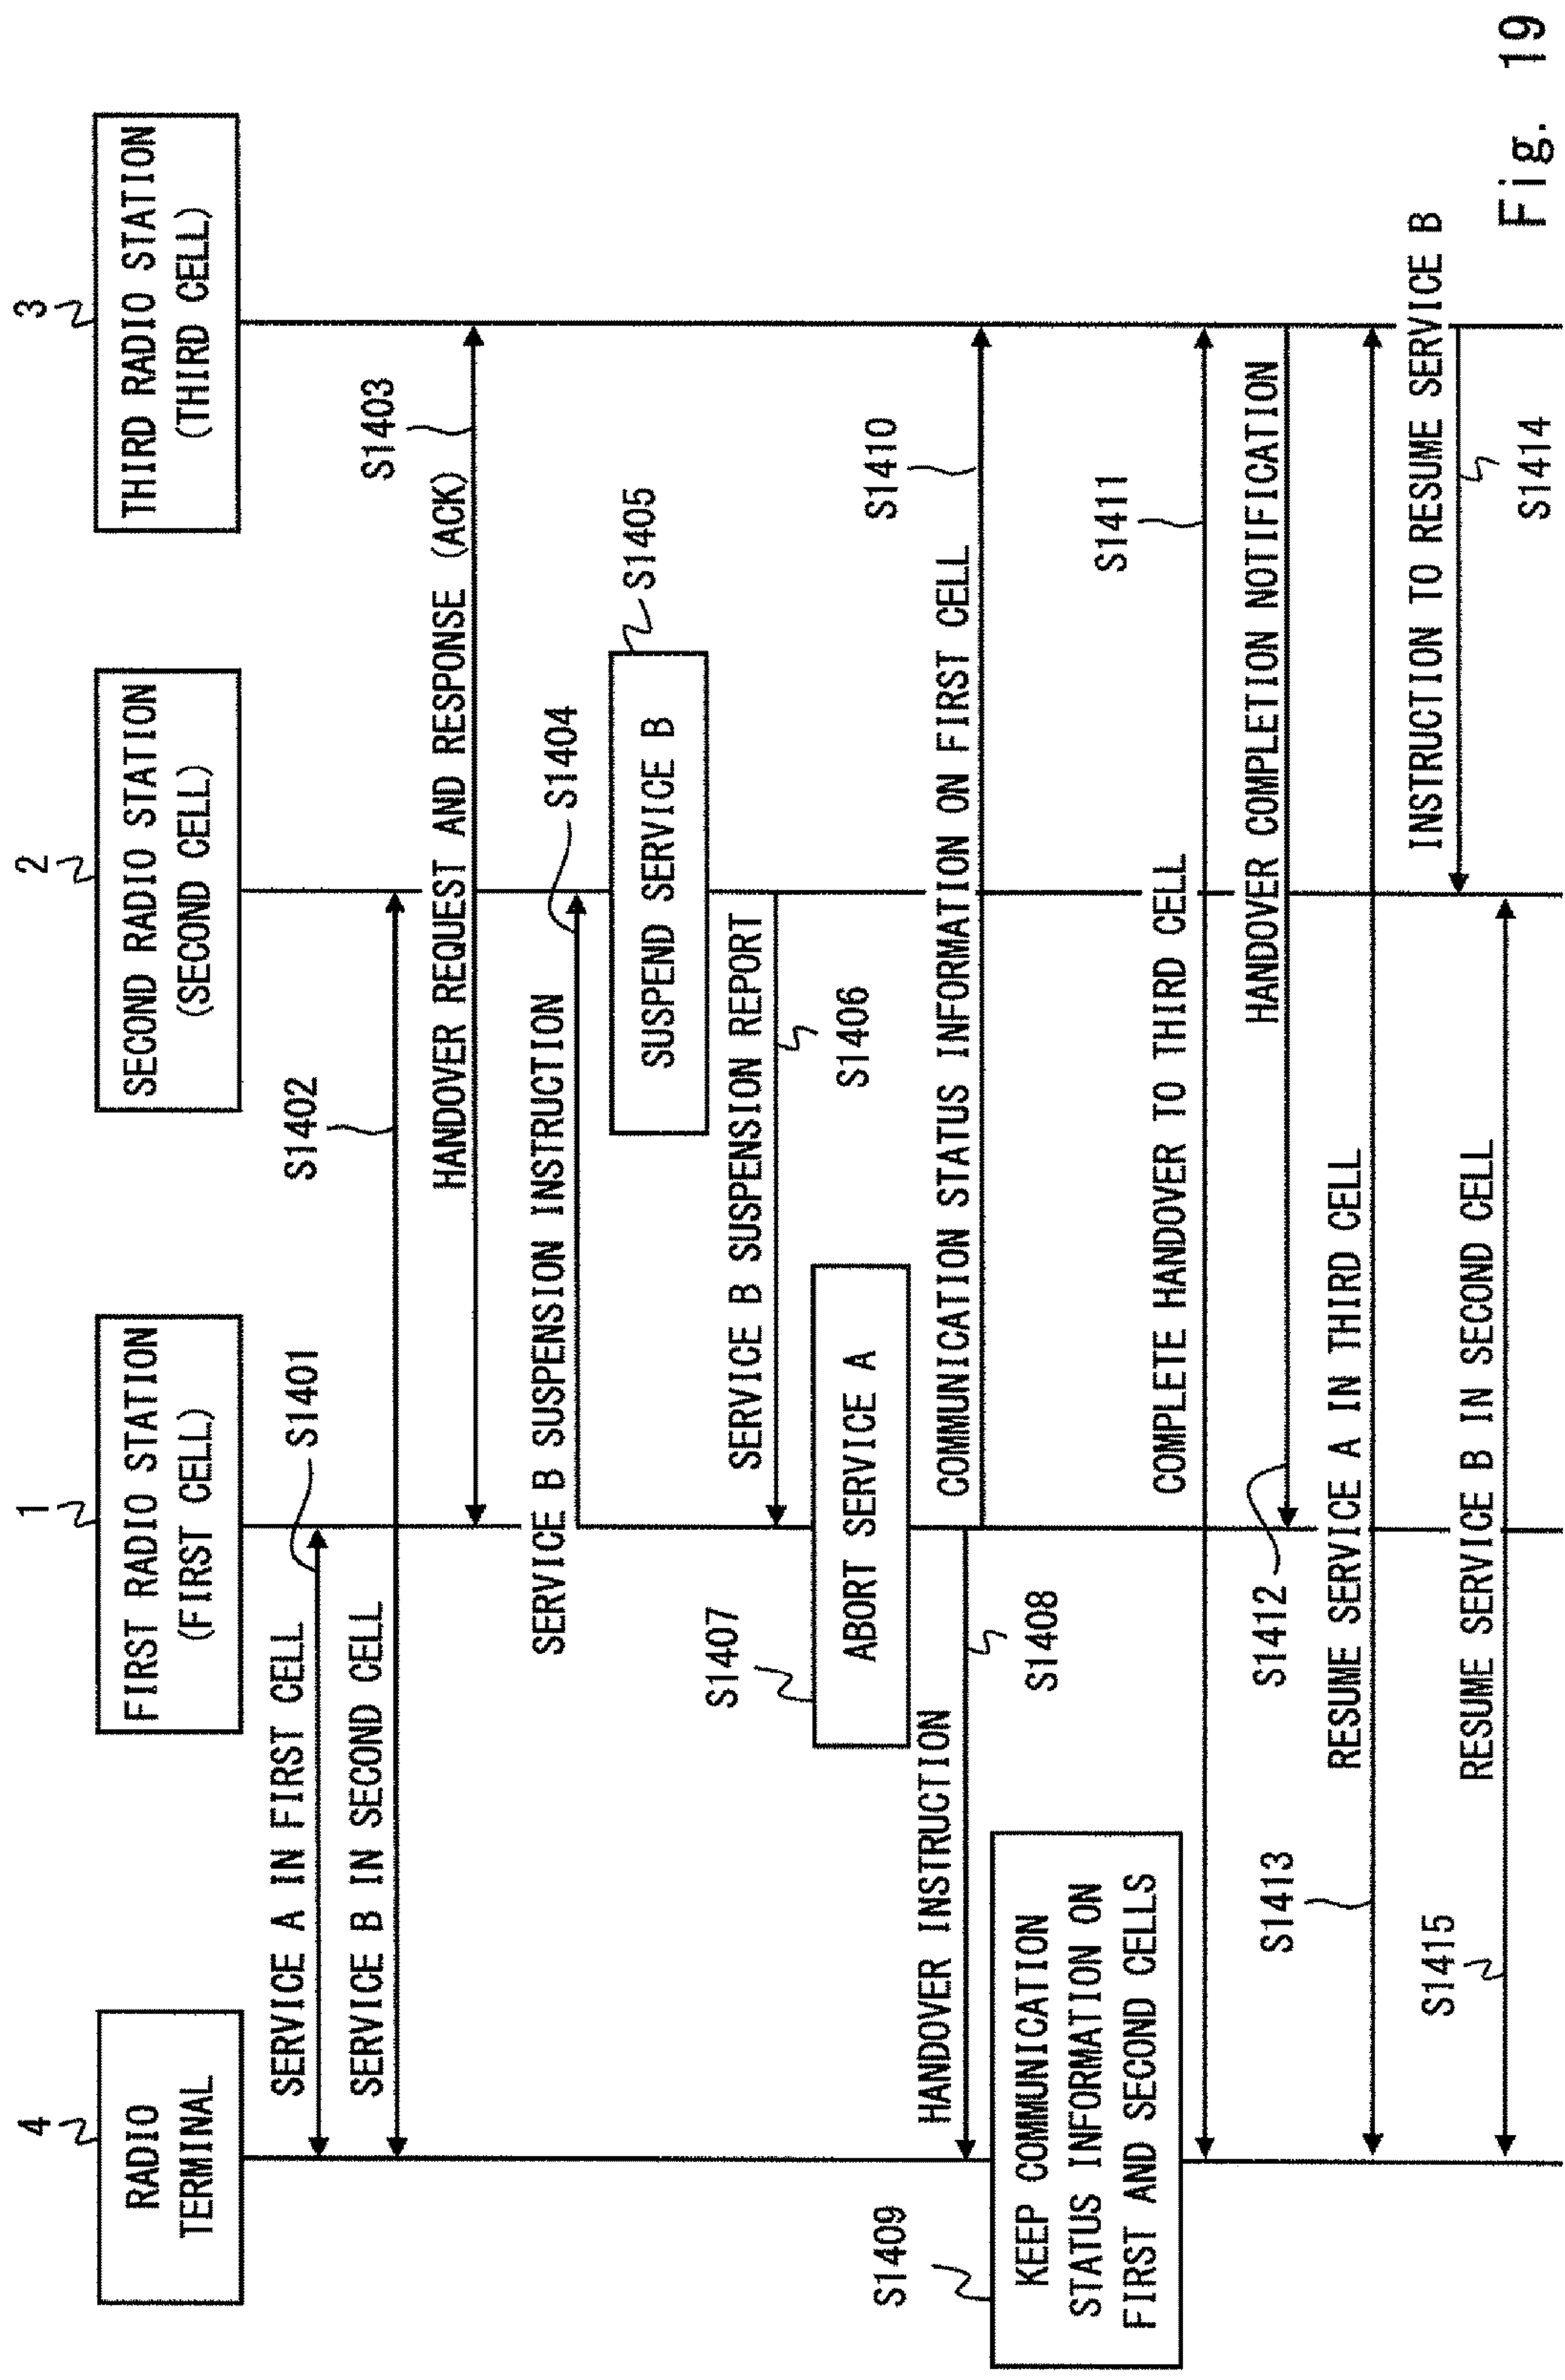 4
RADIO
TERMINAL
1
FIRST RADIO STATION
(FIRST CELL)
2
SECOND RADIO STATION
(SECOND CELL)
3
THIRD RADIO STATION
(THIRD CELL)
SERVICE A IN FIRST CELL
S1401
SERVICE B IN SECOND CELL
S1402
HANDOVER REQUEST AND RESPONSE (ACK)
S1403
SERVICE B SUSPENSION INSTRUCTION
S1404
SUSPEND SERVICE B
S1405
SERVICE B SUSPENSION REPORT
S1406
S1407
ABORT SERVICE A
HANDOVER INSTRUCTION
S1408
S1409
KEEP COMMUNICATION
STATUS INFORMATION ON
FIRST AND SECOND CELLS
COMMUNICATION STATUS INFORMATION ON FIRST CELL
S1410
COMPLETE HANDOVER TO THIRD CELL
S1411
HANDOVER COMPLETION NOTIFICATION
S1412
RESUME SERVICE A IN THIRD CELL
S1413
INSTRUCTION TO RESUME SERVICE B
S1414
RESUME SERVICE B IN SECOND CELL
S1415
Fig. 19